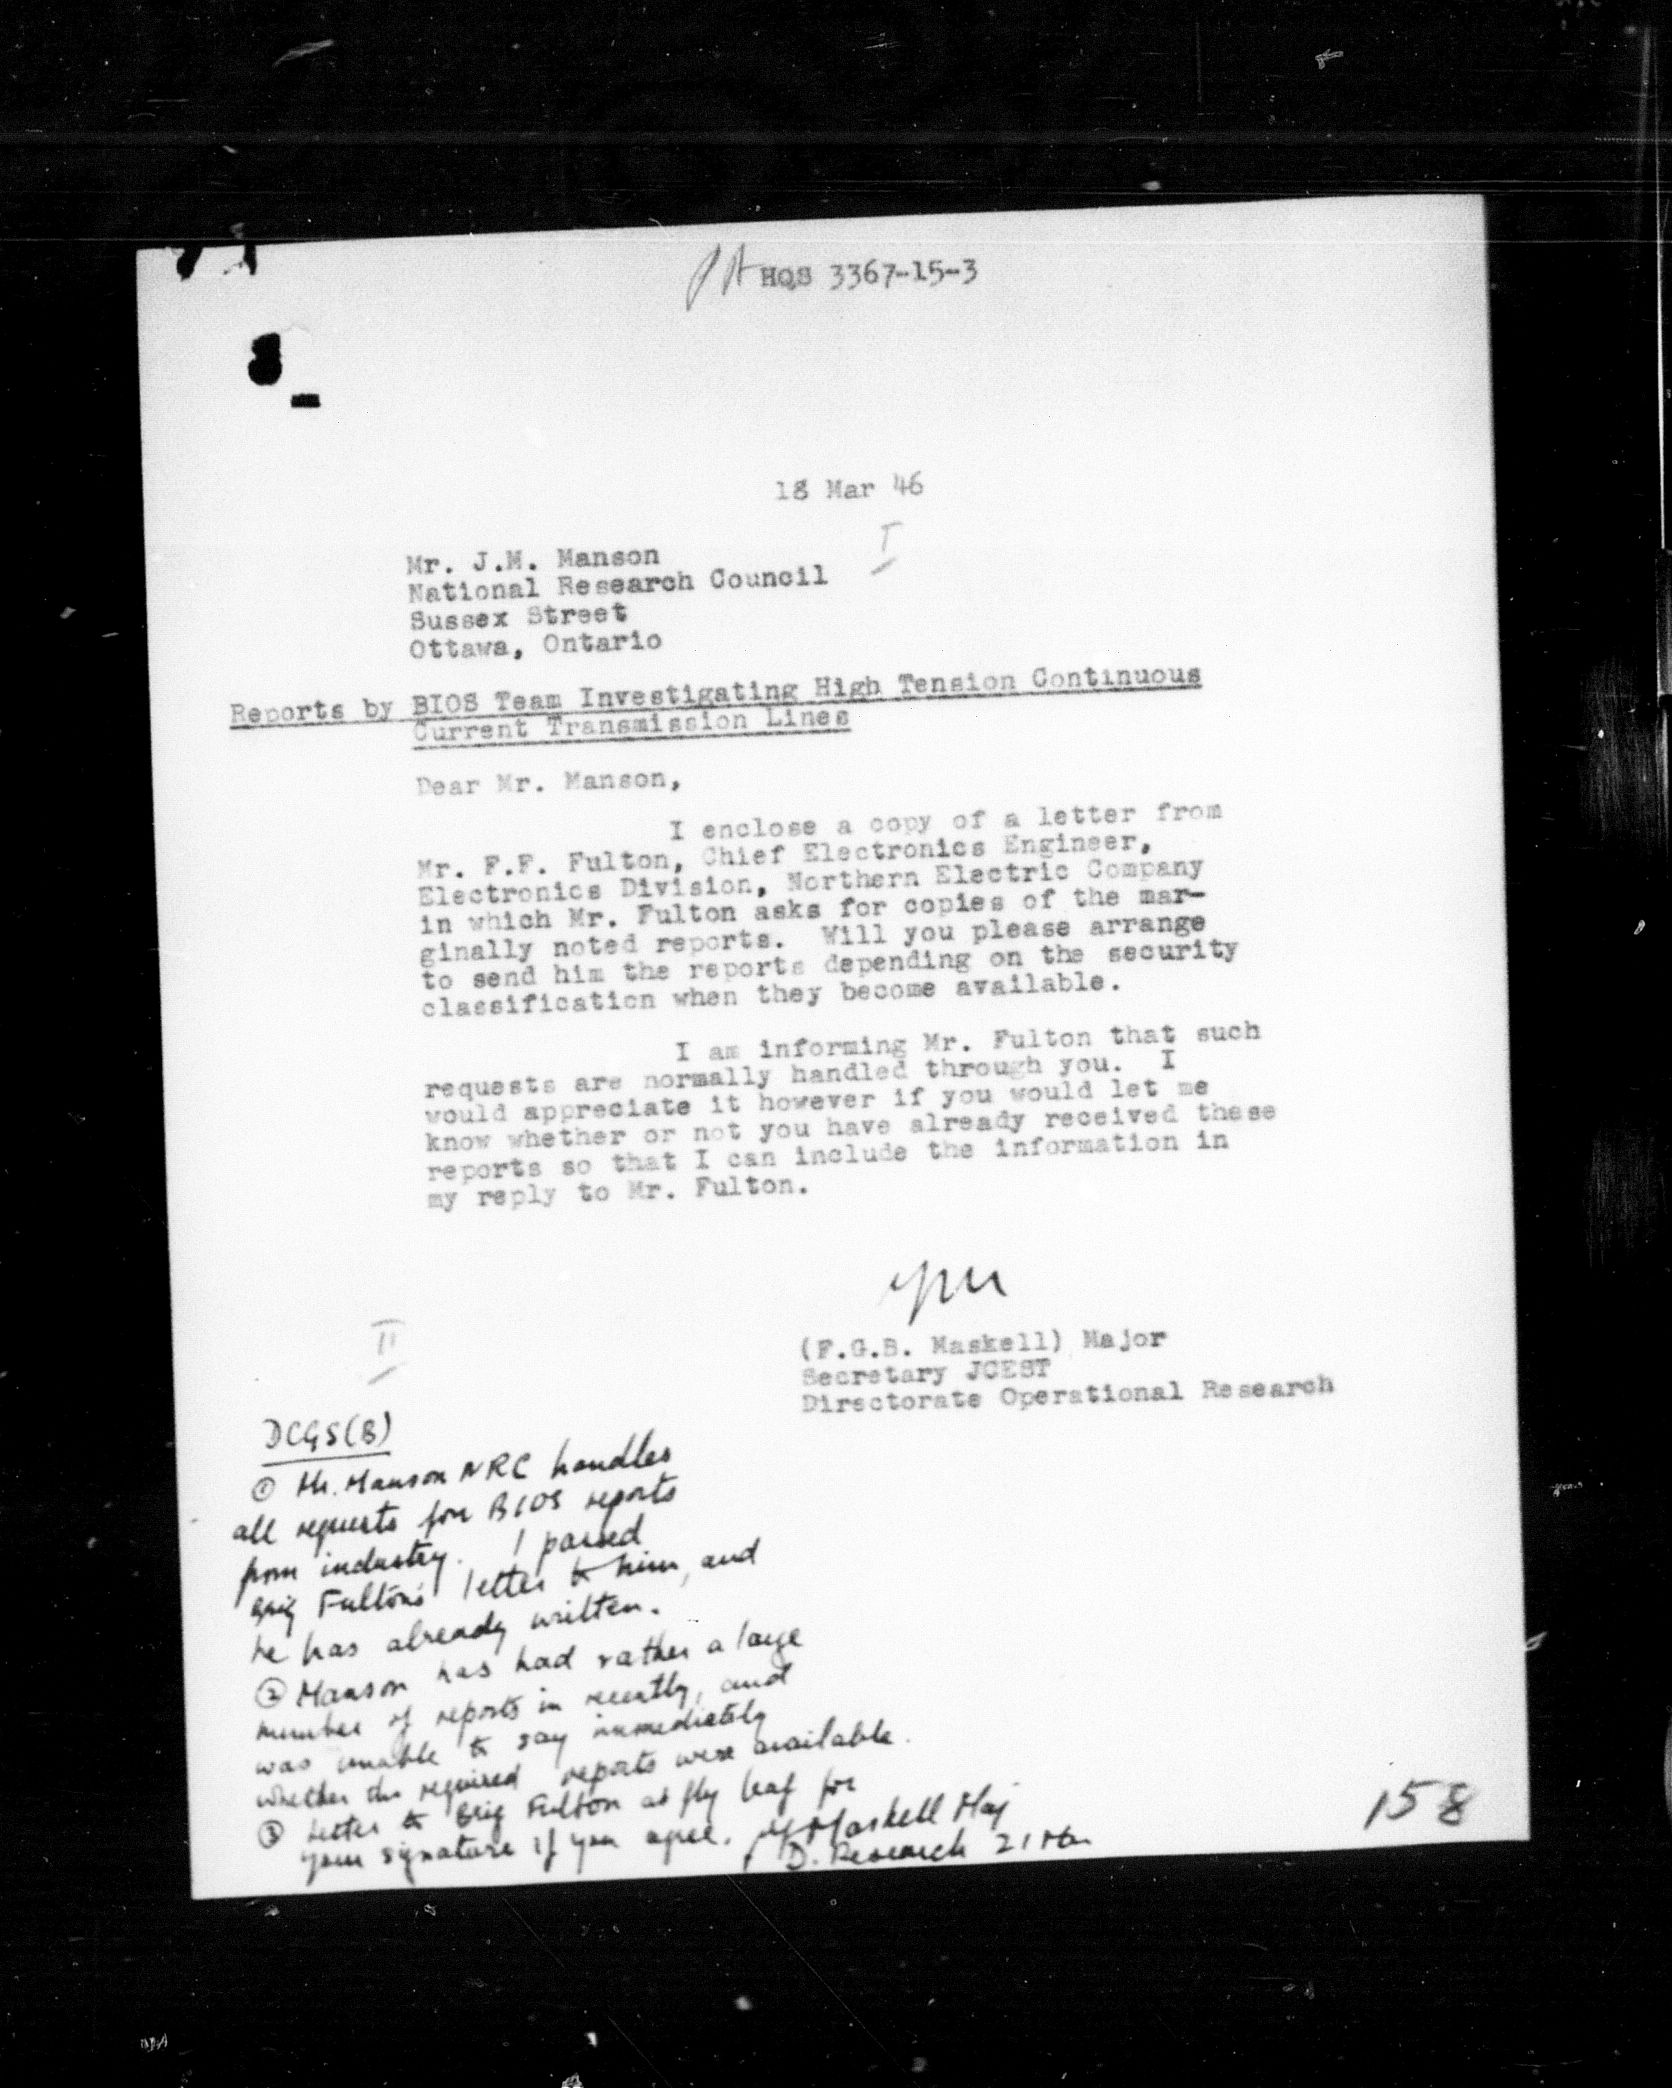 PA HQS 3367-15-3
18 Mar 46
I
Mr. J.M. Manson
National Research Council
Sussex Street
Ottawa, Ontario
Reports by BIOS Team Investigating High Tension Continuous
Current Transmission Lines
Dear Mr. Manson,
I enclose a copy of a letter from
Mr. F.F. Fulton, Chief Electronics Engineer,
Electronics Division, Northern Electric Company
in which Mr. Fulton asks for copies of the mar-
ginally noted reports. Will you please arrange
to send him the reports depending on the security
classification when they become available.
I am informing Mr. Fulton that such
requests are normally handled through you. I
would appreciate it however if you would let me
know whether or not you have already received these
reports so that I can include the information in
my reply to Mr. Fulton.
(F.G.B. Maskell) Major
Secretary JCEST
Directorate Operational Research
II
DCGS(B)
① Mr. Manson NRC handles
all requests for BIOS reports
from industry. I passed
Brig Fulton's letter to him, and
he has already written.
② Manson has had rather a large
number of reports in recently, and
was unable to say immediately
whether the required reports were available.
③ Letter to Brig Fulton at fly leaf for
your signature if you agree.
Maskell Maj
D. Research 21 Mar
158